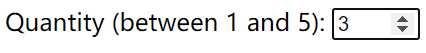 Quantity (between 1 and 5): 3